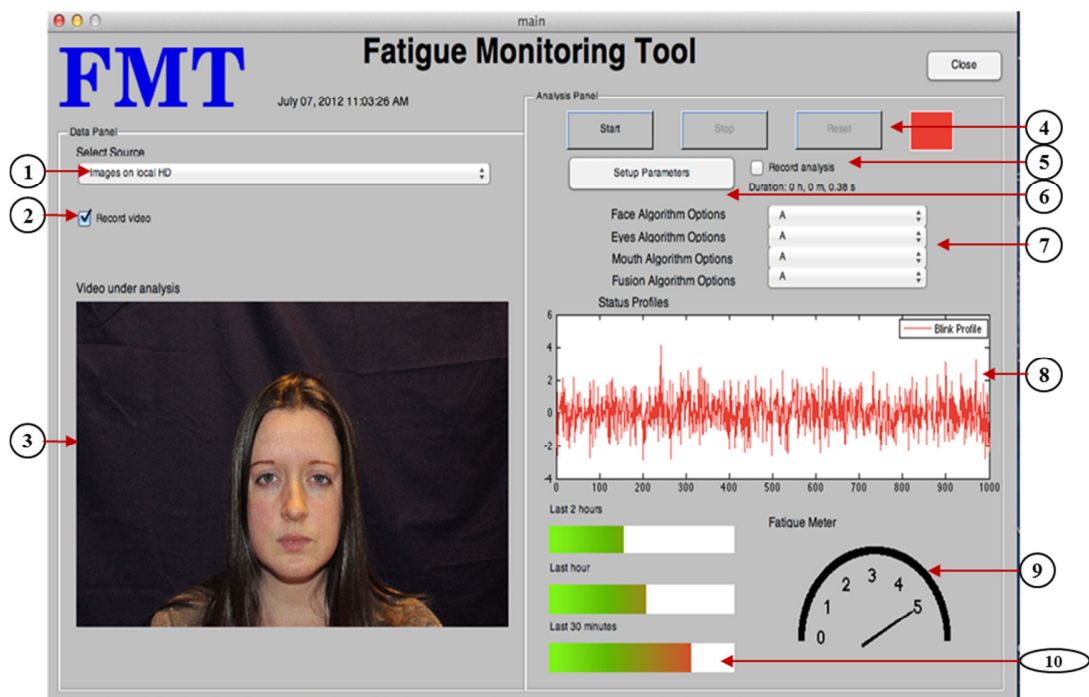 main
FMT
Fatigue Monitoring Tool
Close
July 07, 2012 11:03:26 AM
Data Panel
Select Source
Images on local HD
Record video
Video under analysis
Analysis Panel
Start
Stop
Reset
Setup Parameters
Record analysis
Duration: 0 h, 0 m, 0.38 s
Face Algorithm Options
A
Eyes Algorithm Options
A
Mouth Algorithm Options
A
Fusion Algorithm Options
A
Status Profiles
Blink Profile
6
4
2
0
-2
-4
0 100 200 300 400 500 600 700 800 900 1000
Last 2 hours
Last hour
Last 30 minutes
Fatigue Meter
0 1 2 3 4 5
1
2
3
4
5
6
7
8
9
10